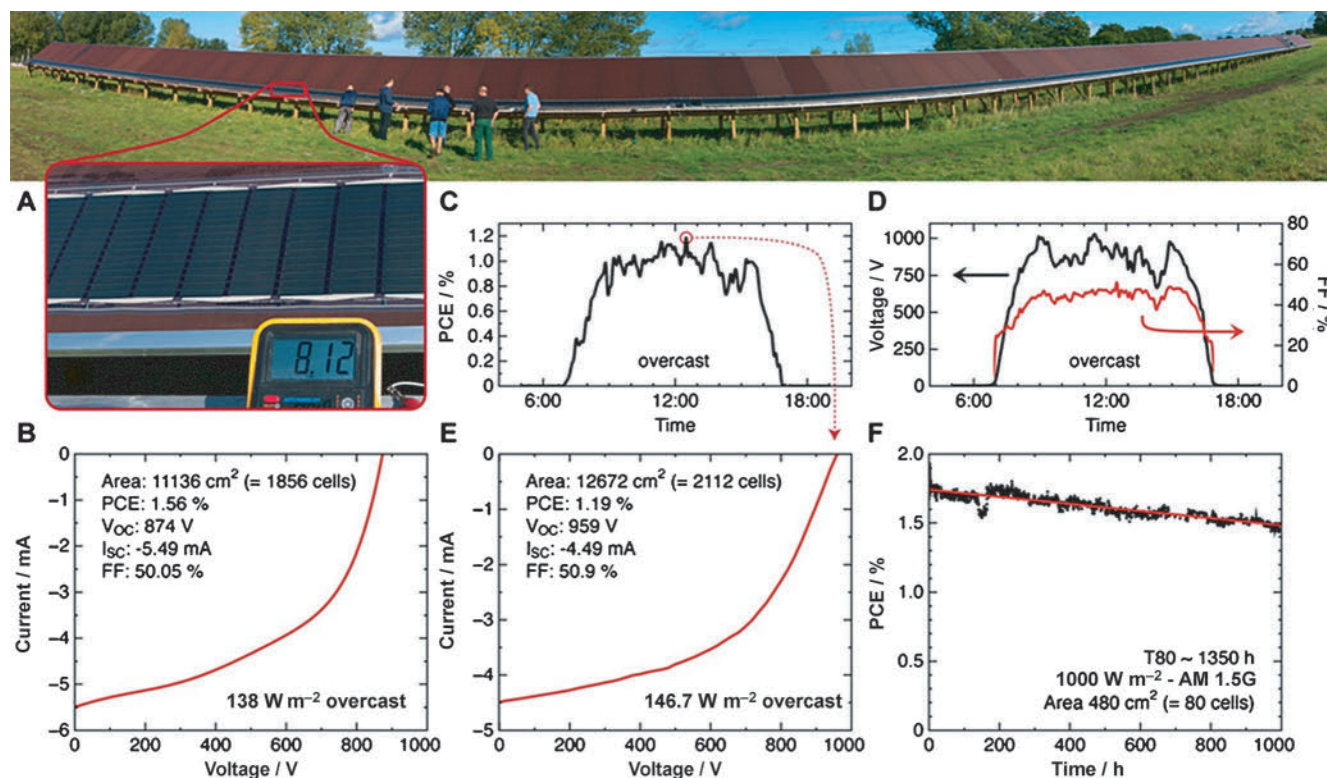 A
8.12
C
PCE / %
1.2
1.0
0.8
0.6
0.4
0.2
0
overcast
6:00
12:00
18:00
Time
D
Voltage / V
1000
750
500
250
0
80
60
40
20
0
FF / %
overcast
6:00
12:00
18:00
Time
B
Current / mA
0
−1
−2
−3
−4
−5
−6
Area: 11136 cm² (= 1856 cells)
PCE: 1.56 %
V_OC: 874 V
I_SC: -5.49 mA
FF: 50.05 %
138 W m⁻² overcast
0
200
400
600
800
1000
Voltage / V
E
Current / mA
0
−1
−2
−3
−4
−5
Area: 12672 cm² (= 2112 cells)
PCE: 1.19 %
V_OC: 959 V
I_SC: -4.49 mA
FF: 50.9 %
146.7 W m⁻² overcast
0
200
400
600
800
1000
Voltage / V
F
PCE / %
2.0
1.5
1.0
0.5
0
T80 ~ 1350 h
1000 W m⁻² - AM 1.5G
Area 480 cm² (= 80 cells)
0
200
400
600
800
1000
Time / h